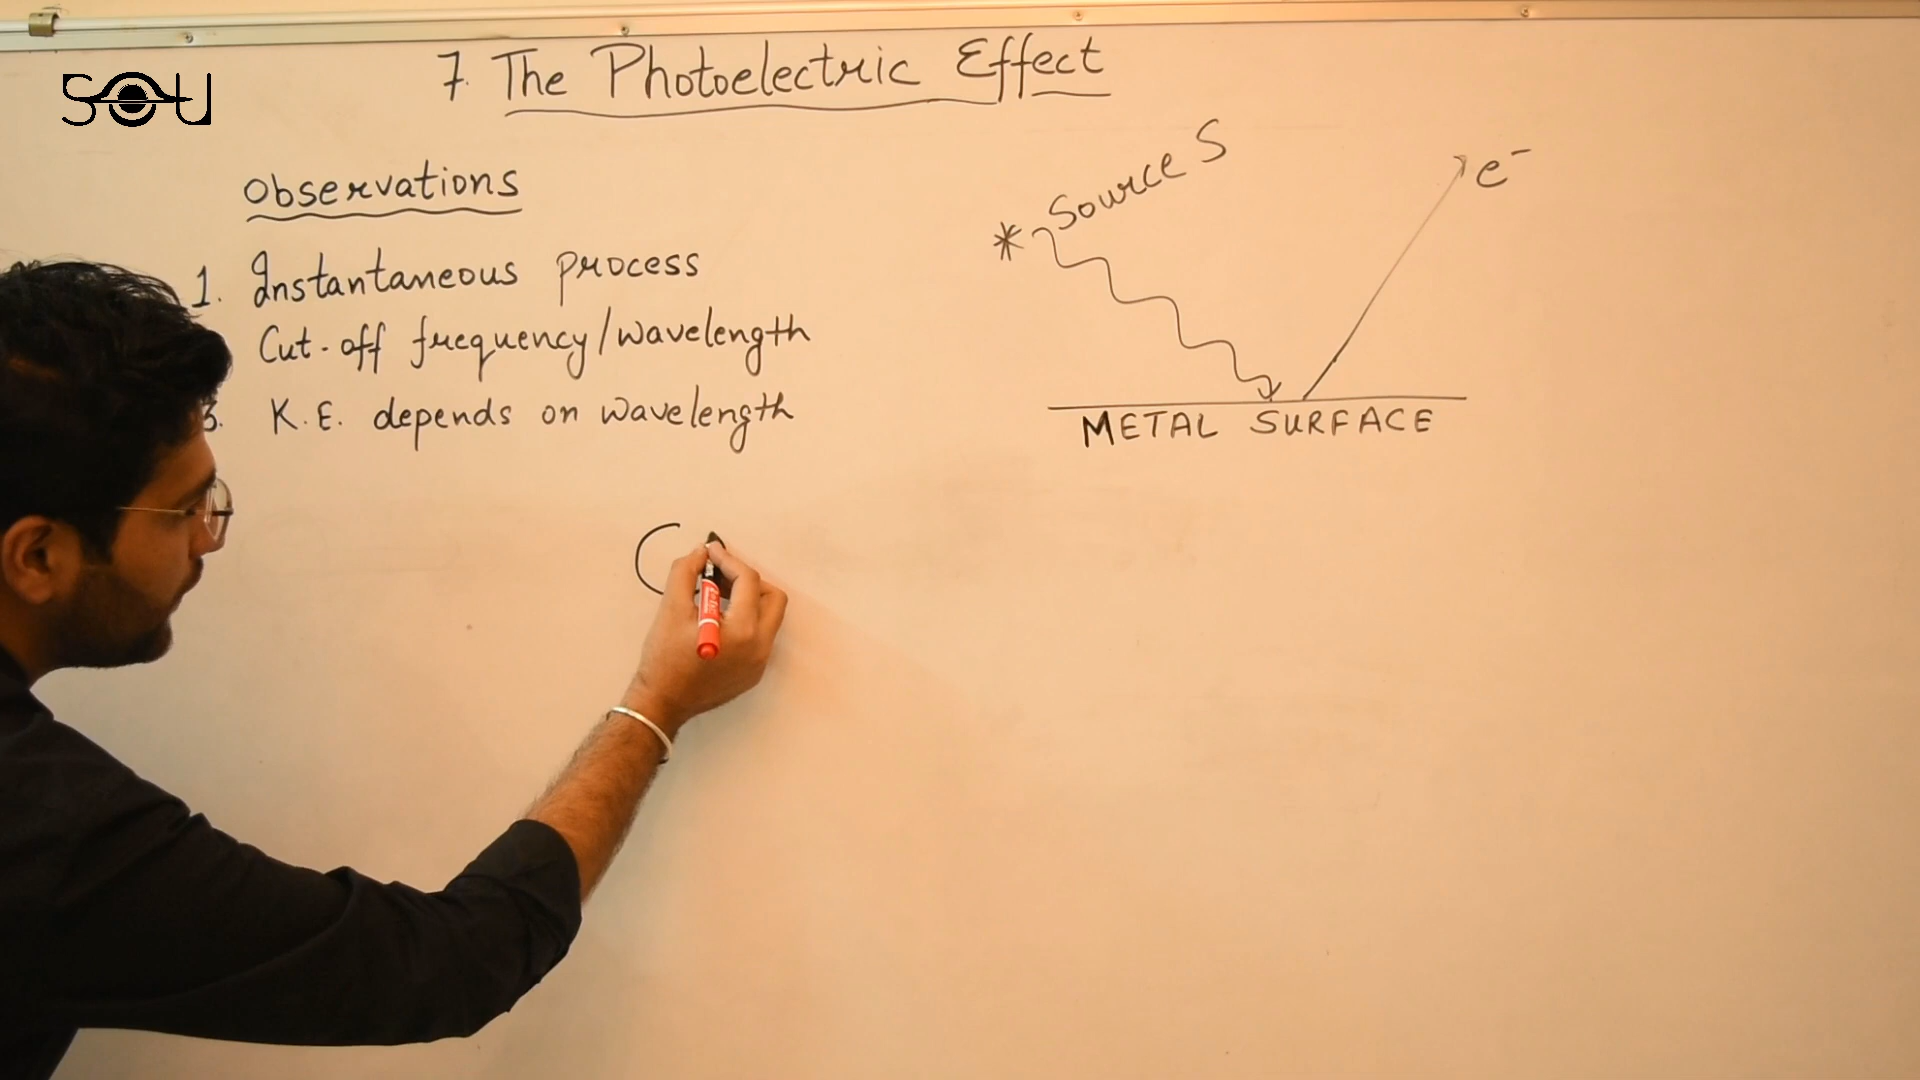 7. The Photoelectric Effect
SOU
Observations
1. Instantaneous process
Cut-off frequency/wavelength
3. K.E. depends on wavelength
Source S
e⁻
METAL SURFACE
C